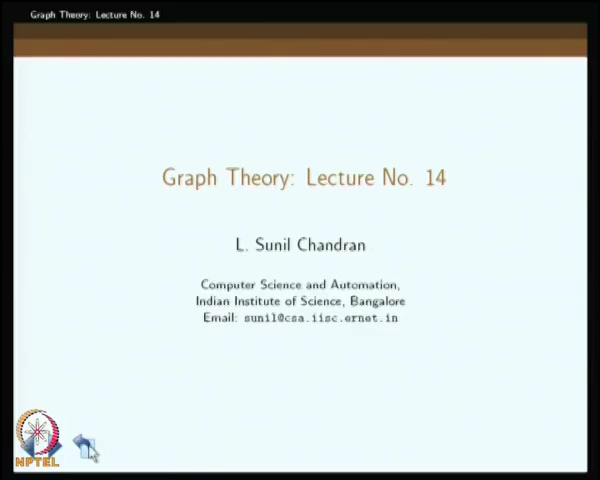 Graph Theory: Lecture No. 14
Graph Theory: Lecture No. 14
L. Sunil Chandran
Computer Science and Automation,
Indian Institute of Science, Bangalore
Email: sunil@csa.iisc.ernet.in
NPTEL